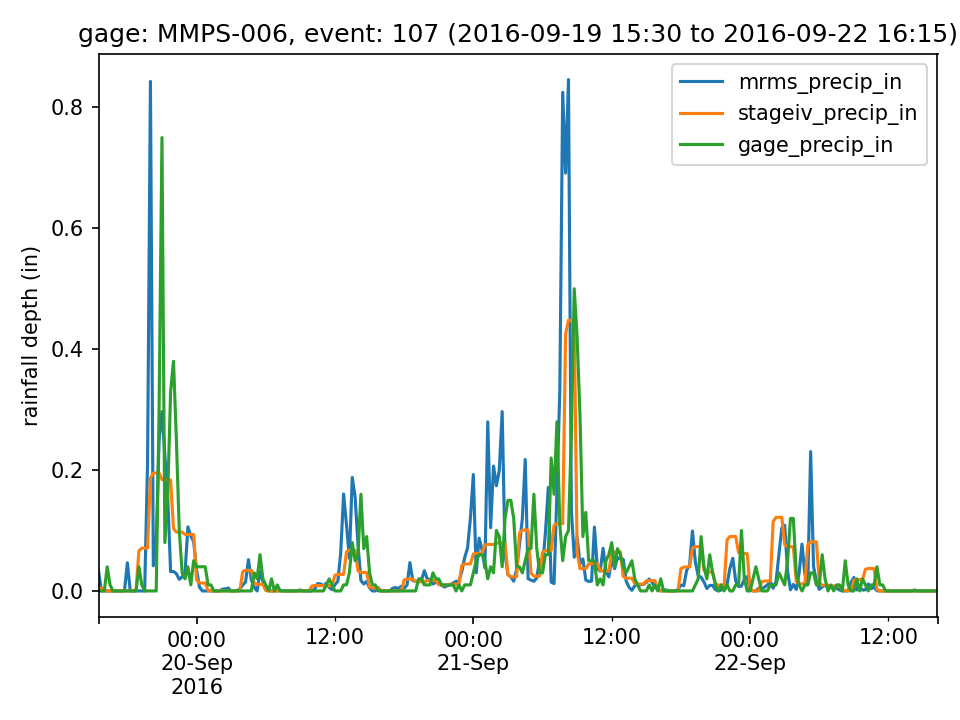 gage: MMPS-006, event: 107 (2016-09-19 15:30 to 2016-09-22 16:15)
mrms_precip_in
stageiv_precip_in
gage_precip_in
rainfall depth (in)
0.8
0.6
0.4
0.2
0.0
00:00 12:00 00:00 12:00 00:00 12:00
20-Sep 21-Sep 22-Sep
2016